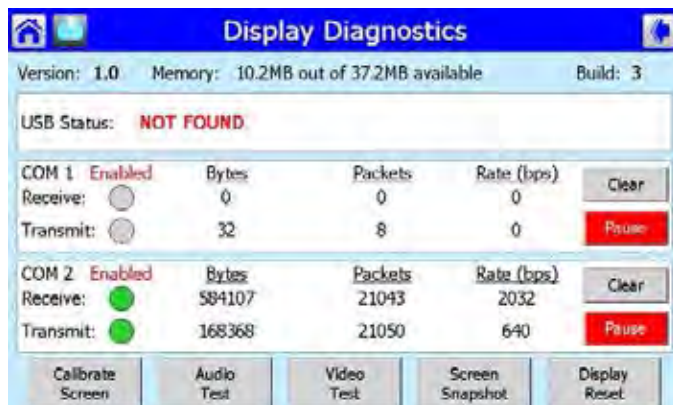 Display Diagnostics
Version: 1.0 Memory: 10.2MB out of 37.2MB available Build: 3
USB Status: NOT FOUND
COM 1 Enabled Bytes Packets Rate (bps) Clear
Receive: 0 0 0
Transmit: 32 8 0 Pause
COM 2 Enabled Bytes Packets Rate (bps) Clear
Receive: 584107 21043 2032
Transmit: 168368 21050 640 Pause
Calibrate Audio Video Screen Display
Screen Test Test Snapshot Reset